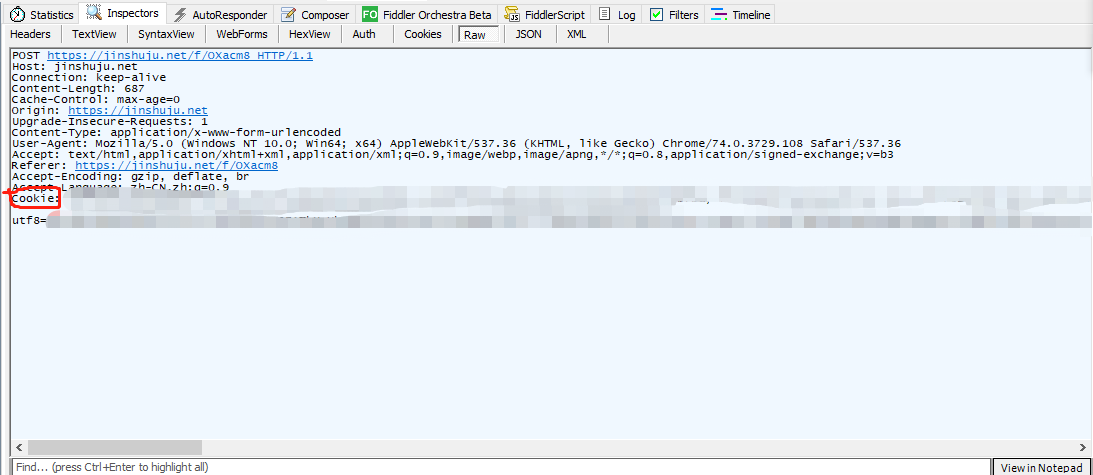 Statistics Inspectors AutoResponder Composer FO Fiddler Orchestra Beta FiddlerScript Log Filters Timeline
Headers TextView SyntaxView WebForms HexView Auth Cookies Raw JSON XML
POST https://jinshuju.net/f/OXacm8 HTTP/1.1
Host: jinshuju.net
Connection: keep-alive
Content-Length: 687
Cache-Control: max-age=0
Origin: https://jinshuju.net
Upgrade-Insecure-Requests: 1
Content-Type: application/x-www-form-urlencoded
User-Agent: Mozilla/5.0 (Windows NT 10.0; Win64; x64) AppleWebKit/537.36 (KHTML, like Gecko) Chrome/74.0.3729.108 Safari/537.36
Accept: text/html,application/xhtml+xml,application/xml;q=0.9,image/webp,image/apng,*/*;q=0.8,application/signed-exchange;v=b3
Referer: https://jinshuju.net/f/OXacm8
Accept-Encoding: gzip, deflate, br
Accept-Language: zh-CN,zh;q=0.9
Cookie:
utf8=
Find... (press Ctrl+Enter to highlight all) View in Notepad